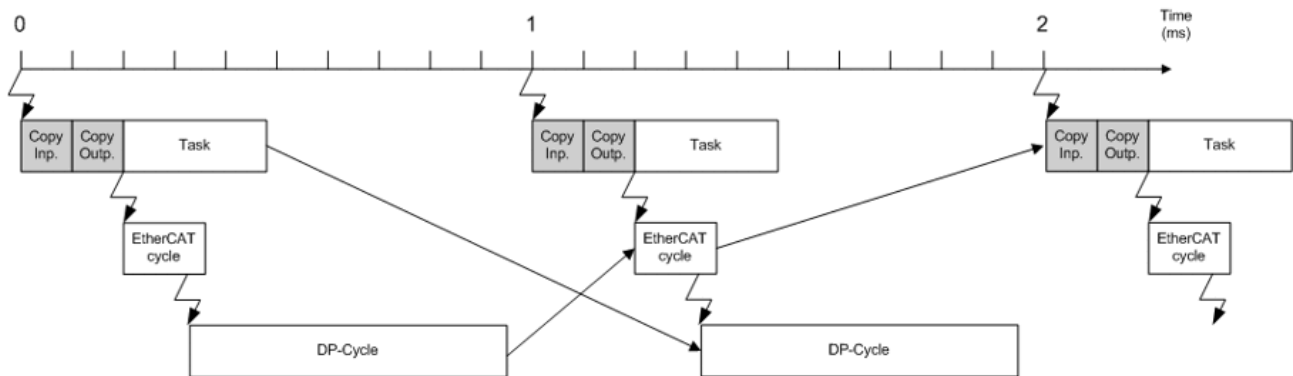 0
1
2
Time
(ms)
Copy
Inp.
Copy
Outp.
Task
Copy
Inp.
Copy
Outp.
Task
Copy
Inp.
Copy
Outp.
Task
EtherCAT
cycle
EtherCAT
cycle
EtherCAT
cycle
DP-Cycle
DP-Cycle